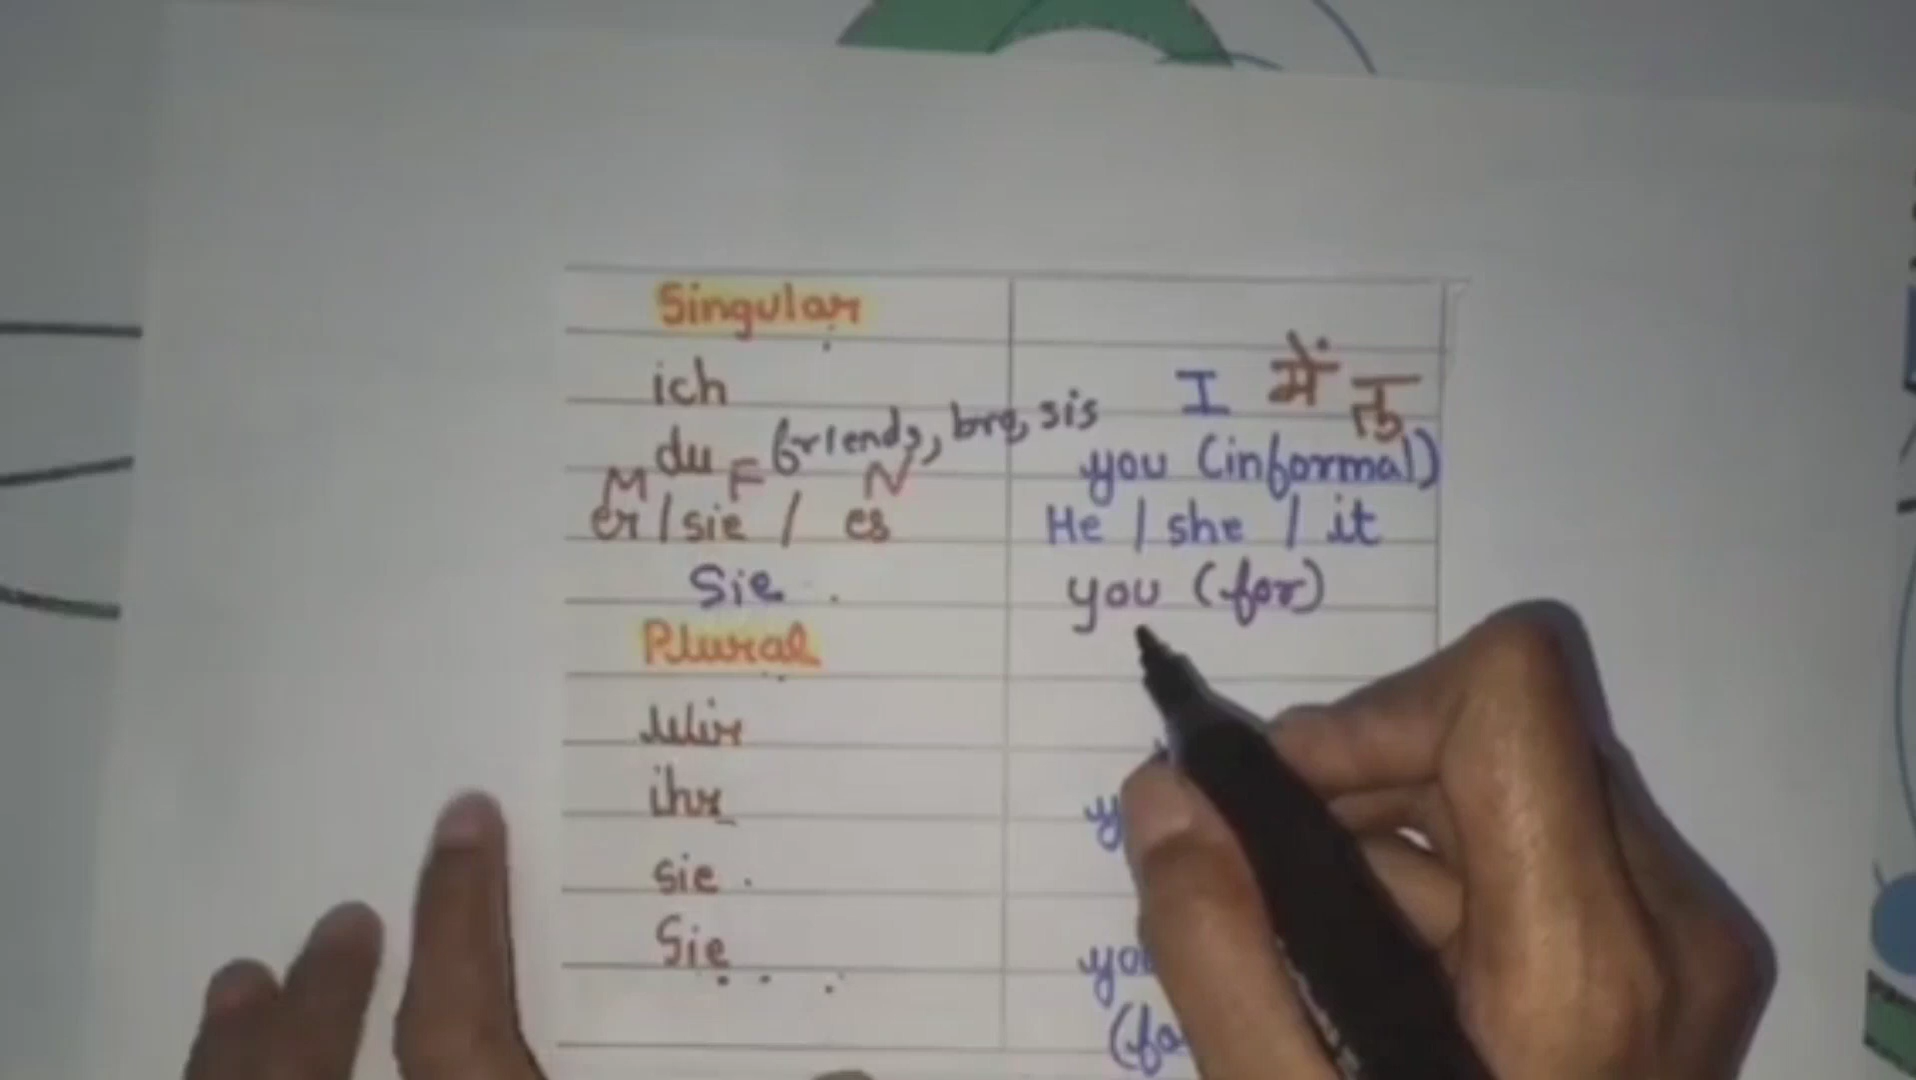 Singular
ich I में
तु
du friends, bro, sis you (informal)
M F N
er / sie / es He / she / it
Sie you (for)
Plural
Wir
ihr
sie
Sie you